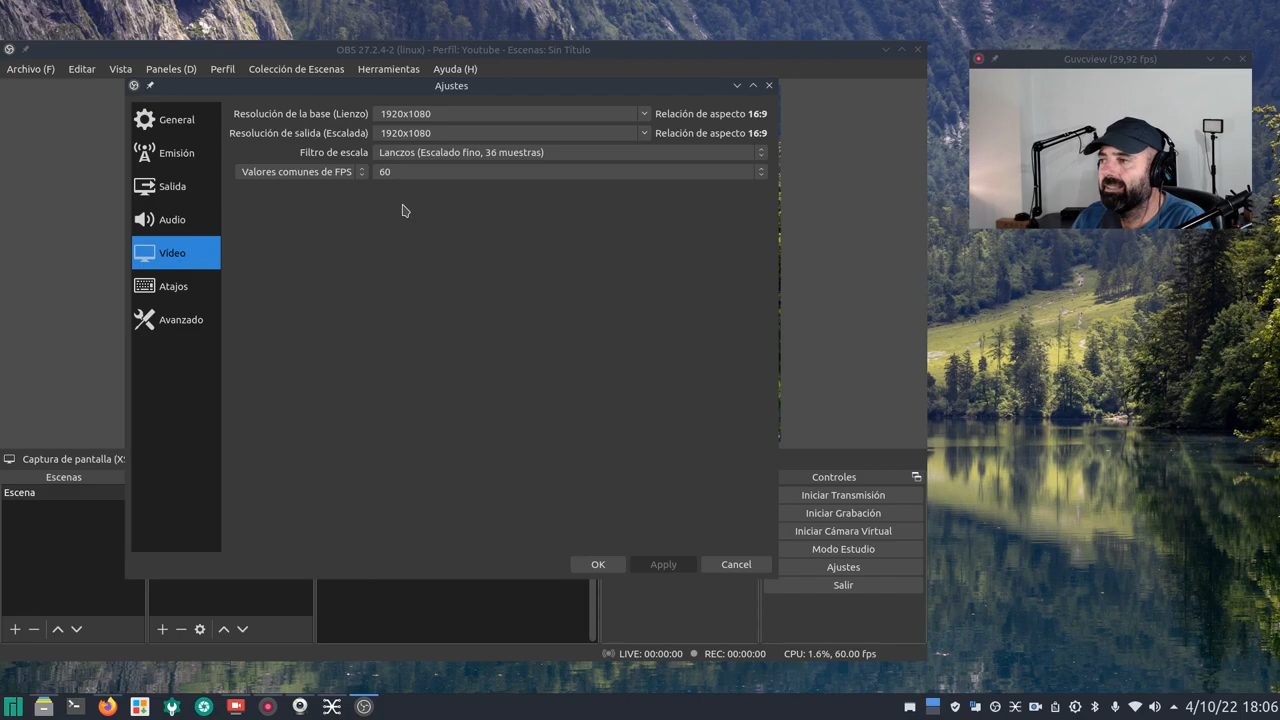 OBS 27.2.4-2 (linux) - Perfil: Youtube - Escenas: Sin Título
Archivo (F) Editar Vista Paneles (D) Perfil Colección de Escenas Herramientas Ayuda (H)
Guvcview (29,92 fps)
Ajustes
General
Emisión
Salida
Audio
Vídeo
Atajos
Avanzado
Resolución de la base (Lienzo) 1920x1080 Relación de aspecto 16:9
Resolución de salida (Escalada) 1920x1080 Relación de aspecto 16:9
Filtro de escala Lanczos (Escalado fino, 36 muestras)
Valores comunes de FPS 60
OK Apply Cancel
Captura de pantalla (XS
Escenas
Escena
Controles
Iniciar Transmisión
Iniciar Grabación
Iniciar Cámara Virtual
Modo Estudio
Ajustes
Salir
LIVE: 00:00:00 REC: 00:00:00 CPU: 1.6%, 60.00 fps
4/10/22 18:06